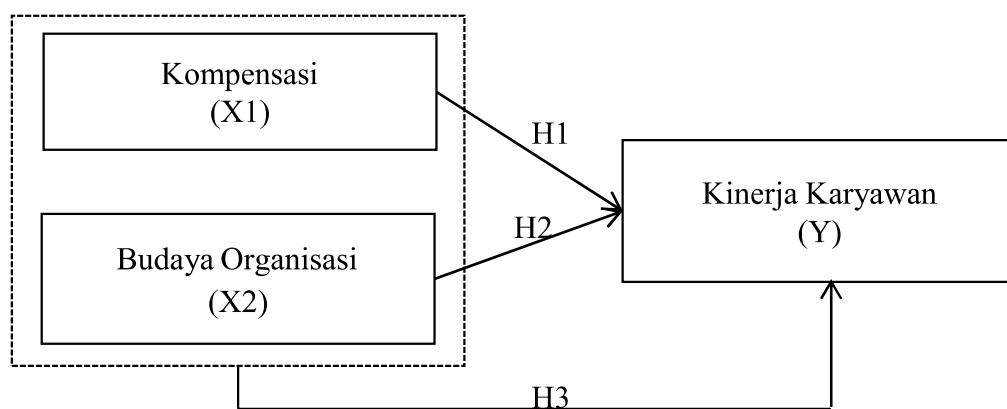 Kompensasi
(X1)
H1
Kinerja Karyawan
(Y)
H2
Budaya Organisasi
(X2)
H3